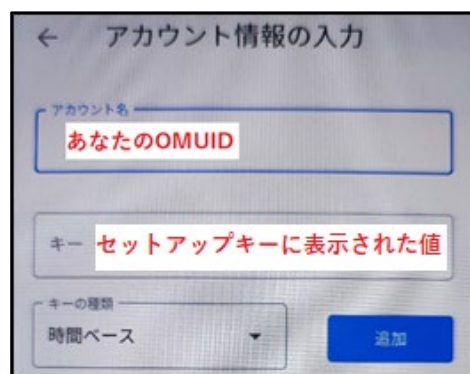 ← アカウント情報の入力
アカウント名
あなたのOMUID
キー セットアップキーに表示された値
キーの種類
時間ベース
追加